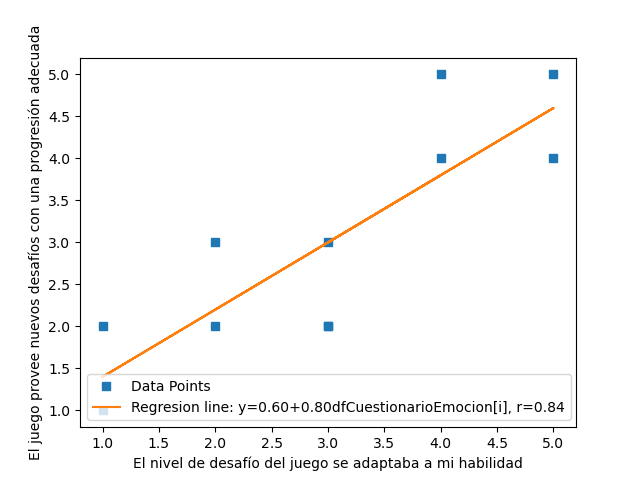 El juego provee nuevos desafíos con una progresión adecuada
5.0
4.5
4.0
3.5
3.0
2.5
2.0
1.5
1.0
Data Points
Regresion line: y=0.60+0.80dfCuestionarioEmocion[i], r=0.84
1.0 1.5 2.0 2.5 3.0 3.5 4.0 4.5 5.0
El nivel de desafío del juego se adaptaba a mi habilidad